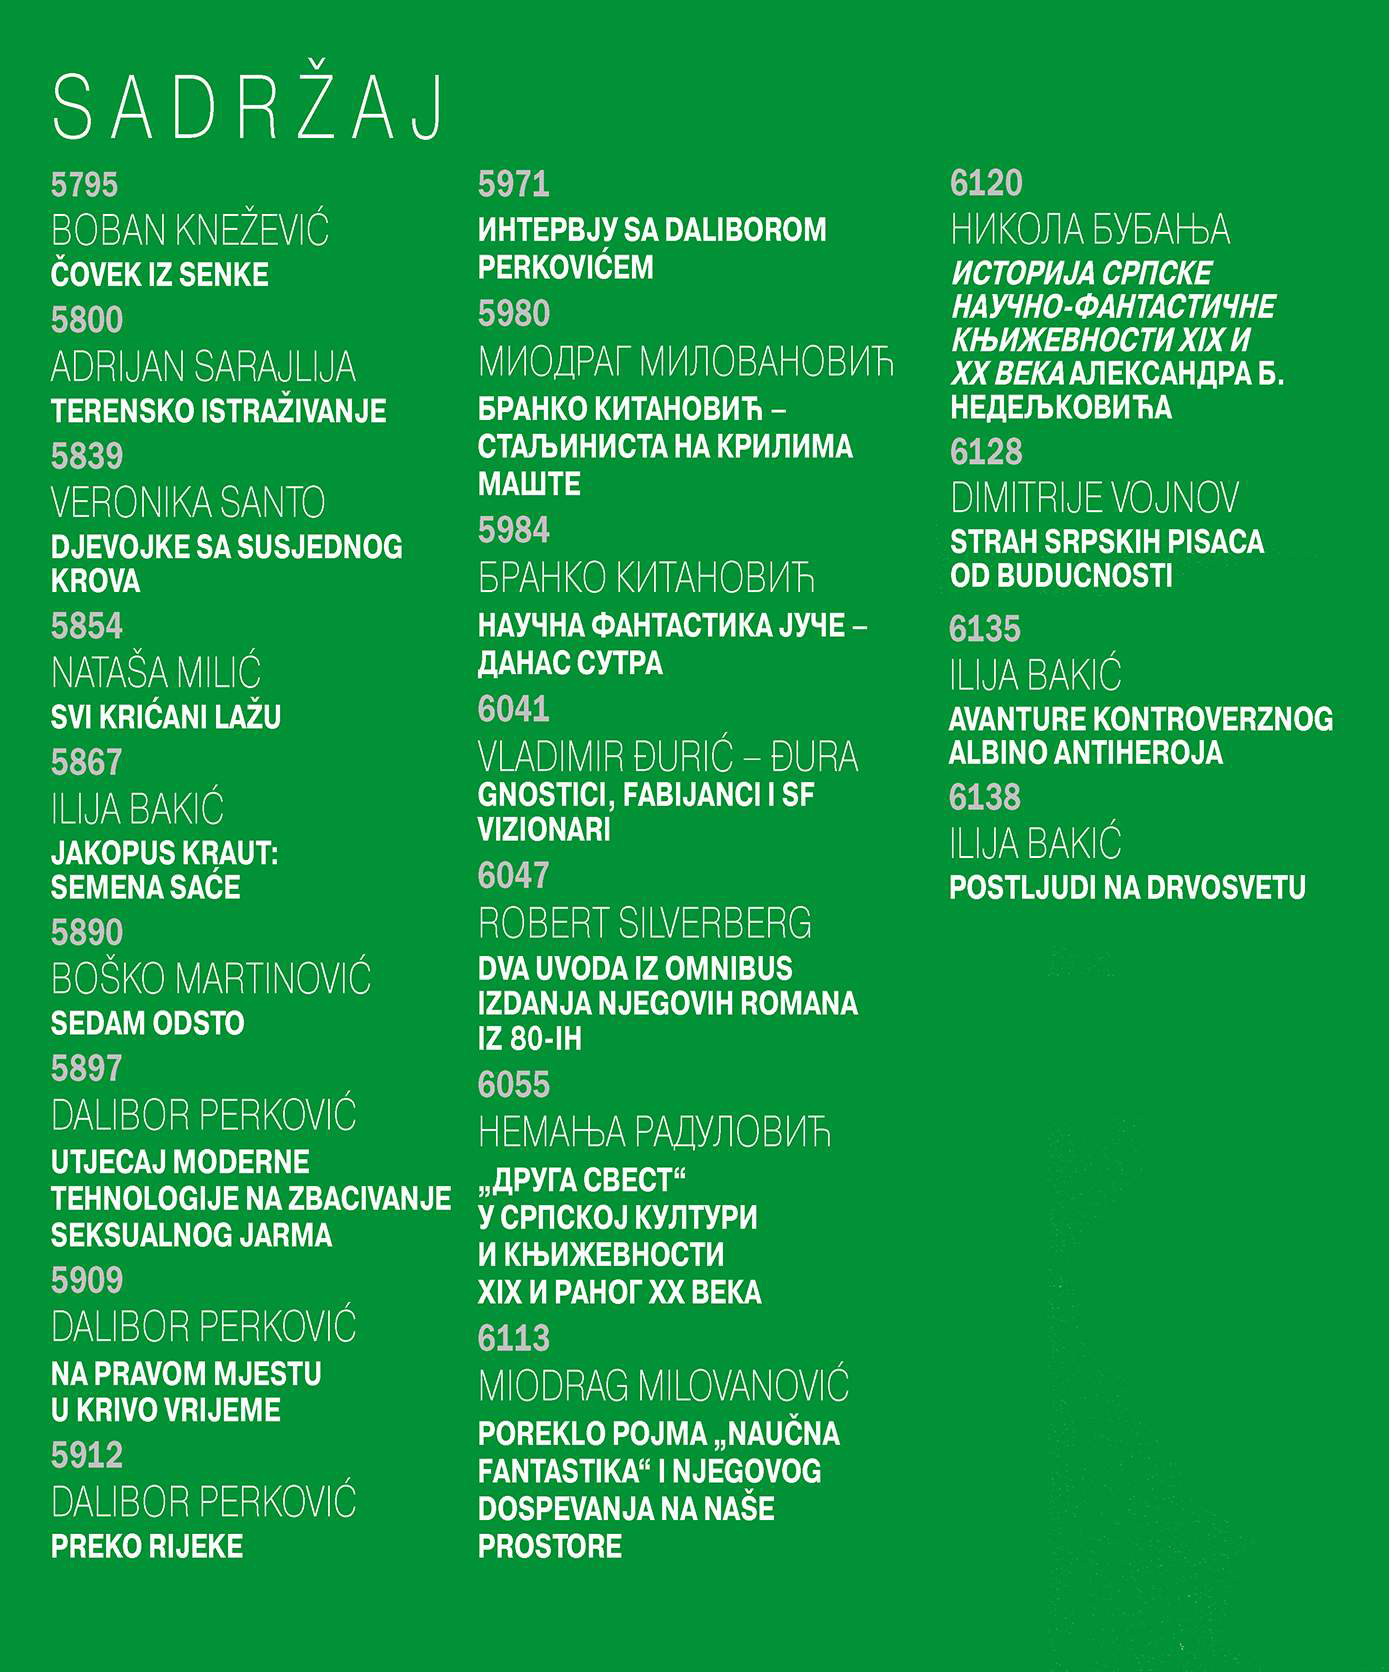 SADRŽAJ
5795
BOBAN KNEŽEVIĆ
ČOVEK IZ SENKE
5800
ADRIJAN SARAJLIJA
TERENSKO ISTRAŽIVANJE
5839
VERONIKA SANTO
DJEVOJKE SA SUSJEDNOG
KROVA
5854
NATAŠA MILIĆ
SVI KRIĆANI LAŽU
5867
ILIJA BAKIĆ
JAKOPUS KRAUT:
SEMENA SAĆE
5890
BOŠKO MARTINOVIĆ
SEDAM ODSTO
5897
DALIBOR PERKOVIĆ
UTJECAJ MODERNE
TEHNOLOGIJE NA ZBACIVANJE
SEKSUALNOG JARMA
5909
DALIBOR PERKOVIĆ
NA PRAVOM MJESTU
U KRIVO VRIJEME
5912
DALIBOR PERKOVIĆ
PREKO RIJEKE
5971
ИНТЕРВЈУ SA DALIBOROM
PERKOVIĆEM
5980
МИОДРАГ МИЛОВАНОВИЋ
БРАНКО КИТАНОВИЋ –
СТАЉИНИСТА НА КРИЛИМА
МАШТЕ
5984
БРАНКО КИТАНОВИЋ
НАУЧНА ФАНТАСТИКА ЈУЧЕ –
ДАНАС СУТРА
6041
VLADIMIR ĐURIĆ – ĐURA
GNOSTICI, FABIJANCI I SF
VIZIONARI
6047
ROBERT SILVERBERG
DVA UVODA IZ OMNIBUS
IZDANJA NJEGOVIH ROMANA
IZ 80-IH
6055
НЕМАЊА РАДУЛОВИЋ
„ДРУГА СВЕСТ“
У СРПСКОЈ КУЛТУРИ
И КЊИЖЕВНОСТИ
XIX И РАНОГ XX ВЕКА
6113
MIODRAG MILOVANOVIĆ
POREKLO POJMA „NAUČNA
FANTASTIKA“ I NJEGOVOG
DOSPEVANJA NA NAŠE
PROSTORE
6120
НИКОЛА БУБАЊА
ИСТОРИЈА СРПСКЕ
НАУЧНО-ФАНТАСТИЧНЕ
КЊИЖЕВНОСТИ XIX И
XX ВЕКА АЛЕКСАНДРА Б.
НЕДЕЉКОВИЋА
6128
DIMITRIJE VOJNOV
STRAH SRPSKIH PISACA
OD BUDUCNOSTI
6135
ILIJA BAKIĆ
AVANTURE KONTROVERZNOG
ALBINO ANTIHEROJA
6138
ILIJA BAKIĆ
POSTLJUDI NA DRVOSVETU